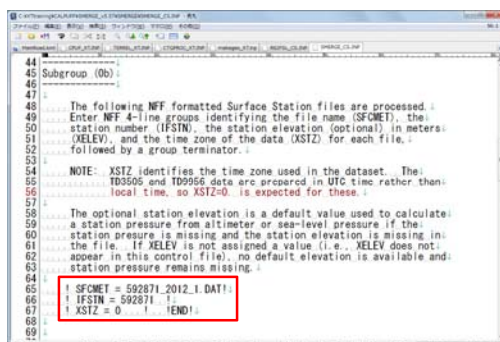 44 --------------
45 Subgroup (0b)
46 --------------
47
48 The following NFF formatted Surface Station files are processed.
49 Enter NFF 4-line groups identifying the file name (SFCMET), the
50 station number (IFSTN), the station elevation (optional) in meters
51 (XELEV), and the time zone of the data (XSTZ) for each file,
52 followed by a group terminator.
53
54 NOTE: XSTZ identifies the time zone used in the dataset. The
55 TD3505 and TD9956 data are prepared in UTC time rather than
56 local time, so XSTZ=0. is expected for these.
57
58 The optional station elevation is a default value used to calculate
59 a station pressure from altimeter or sea-level pressure if the
60 station presure is missing and the station elevation is missing in
61 the file. If XELEV is not assigned a value (i.e., XELEV does not
62 appear in this control file), no default elevation is available and
63 station pressure remains missing.
64
65 ! SFCMET = 592871_2012_1.DAT!
66 ! IFSTN = 592871 !
67 ! XSTZ = 0 ! !END!
68
69